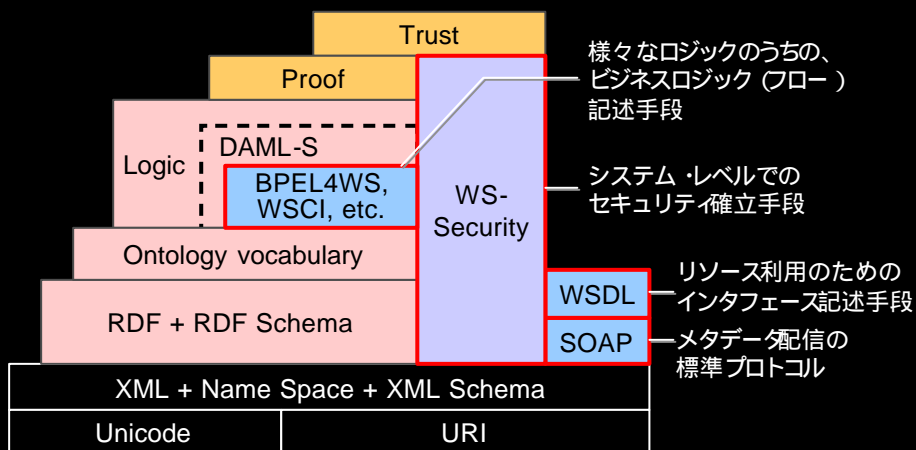 Trust
Proof
Logic
DAML-S
BPEL4WS,
WSCI, etc.
WS-
Security
Ontology vocabulary
RDF + RDF Schema
WSDL
SOAP
XML + Name Space + XML Schema
Unicode
URI
様々なロジックのうちの、
ビジネスロジック (フロー )
記述手段
システム ・レベルでの
セキュリティ確立手段
リソース利用のための
インタフェース記述手段
メタデータ配信の
標準プロトコル